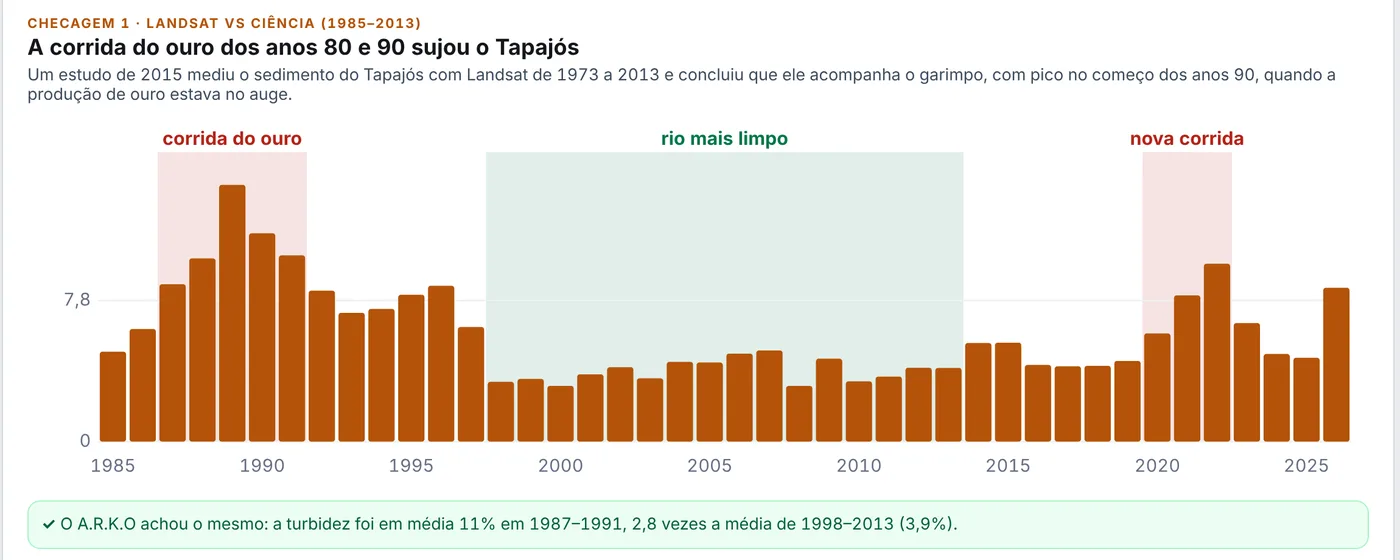 CHECAGEM 1 · LANDSAT VS CIÊNCIA (1985–2013)
A corrida do ouro dos anos 80 e 90 sujou o Tapajós
Um estudo de 2015 mediu o sedimento do Tapajós com Landsat de 1973 a 2013 e concluiu que ele acompanha o garimpo, com pico no começo dos anos 90, quando a
produção de ouro estava no auge.
corrida do ouro
rio mais limpo
nova corrida
7,8
0
1985
1990
1995
2000
2005
2010
2015
2020
2025
✓ O A.R.K.O achou o mesmo: a turbidez foi em média 11% em 1987–1991, 2,8 vezes a média de 1998–2013 (3,9%).